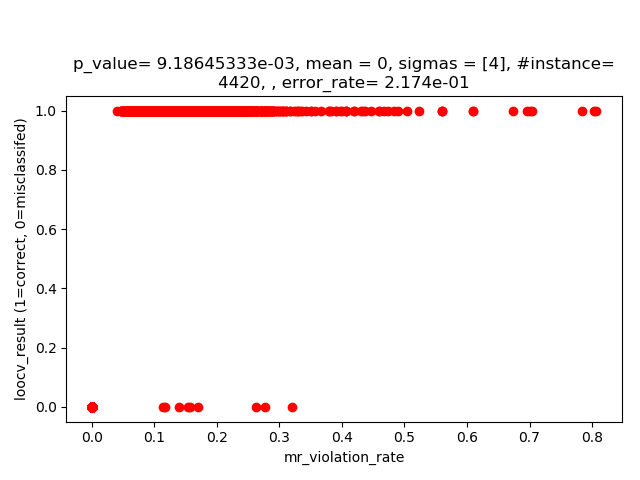 p_value= 9.18645333e-03, mean = 0, sigmas = [4], #instance=
4420, , error_rate= 2.174e-01
1.0
0.8
0.6
0.4
0.2
0.0
loocv_result (1=correct, 0=misclassifed)
0.0 0.1 0.2 0.3 0.4 0.5 0.6 0.7 0.8
mr_violation_rate